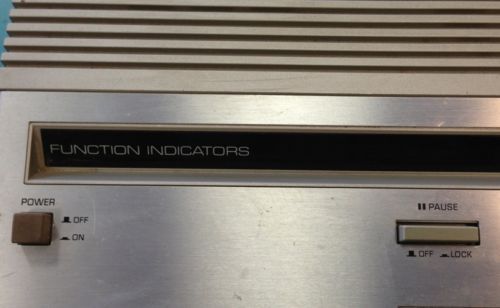 FUNCTION INDICATORS
POWER
OFF
ON
PAUSE
OFF LOCK